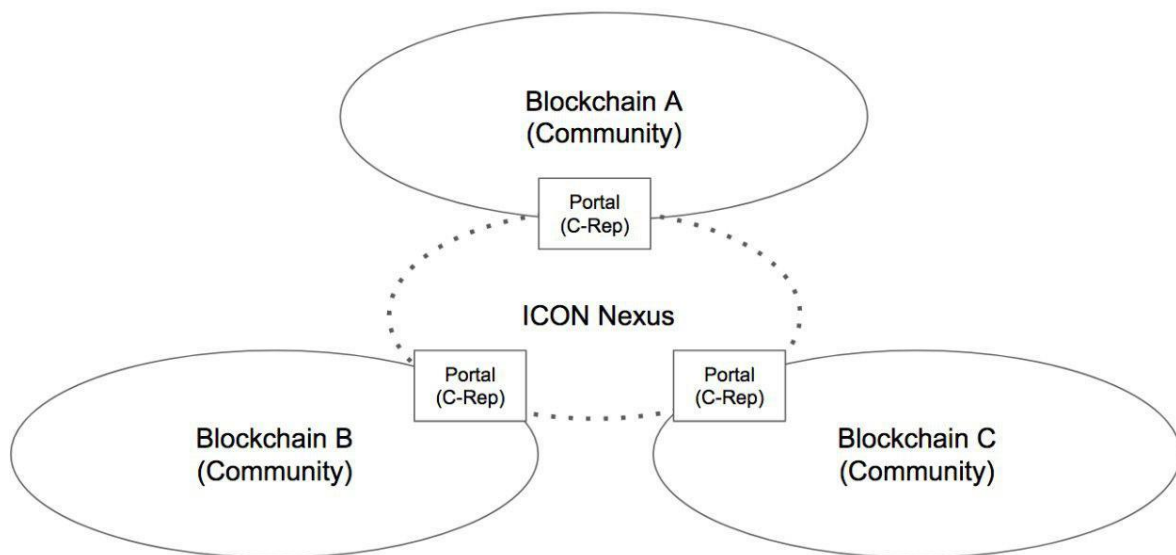 Blockchain A
(Community)
Portal
(C-Rep)
ICON Nexus
Portal
(C-Rep)
Portal
(C-Rep)
Blockchain B
(Community)
Blockchain C
(Community)